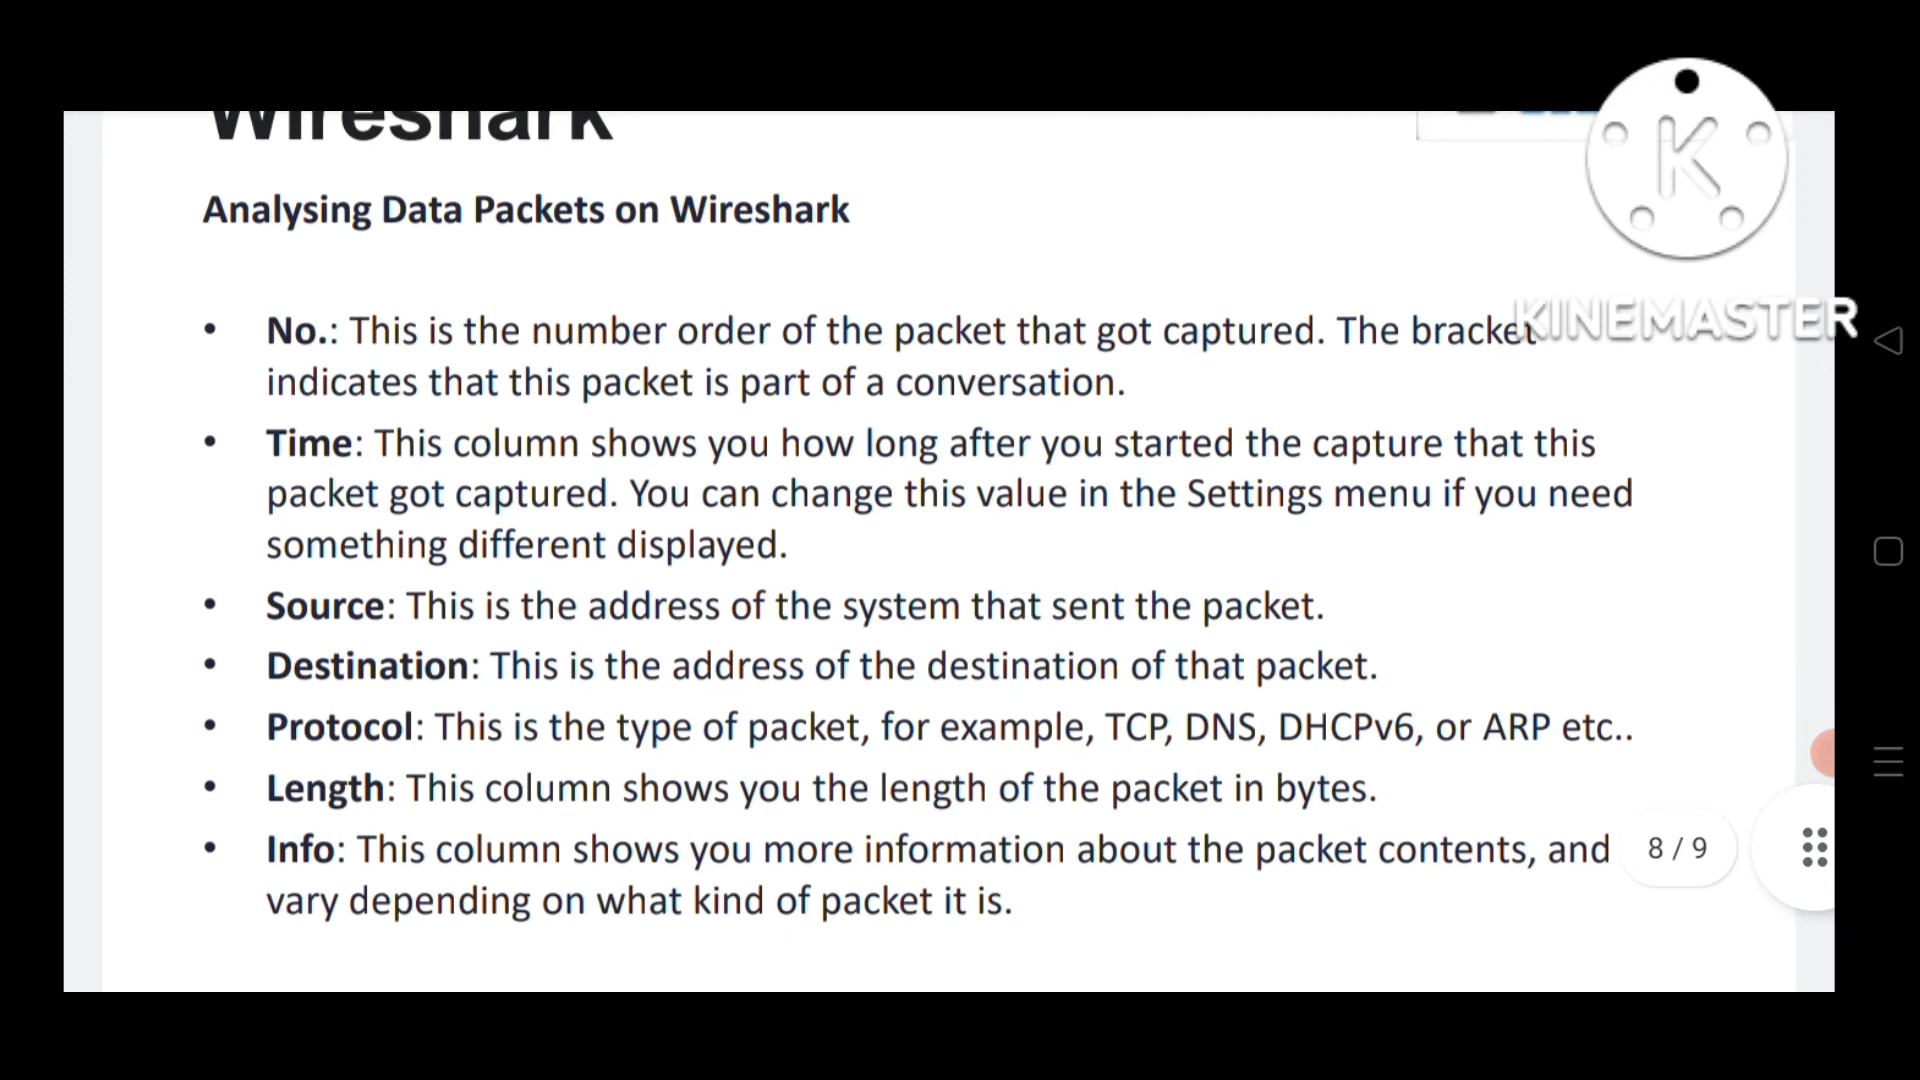 Wireshark
K
KINEMASTER
Analysing Data Packets on Wireshark
• No.: This is the number order of the packet that got captured. The bracket
indicates that this packet is part of a conversation.
• Time: This column shows you how long after you started the capture that this
packet got captured. You can change this value in the Settings menu if you need
something different displayed.
• Source: This is the address of the system that sent the packet.
• Destination: This is the address of the destination of that packet.
• Protocol: This is the type of packet, for example, TCP, DNS, DHCPv6, or ARP etc..
• Length: This column shows you the length of the packet in bytes.
• Info: This column shows you more information about the packet contents, and
vary depending on what kind of packet it is.
8 / 9